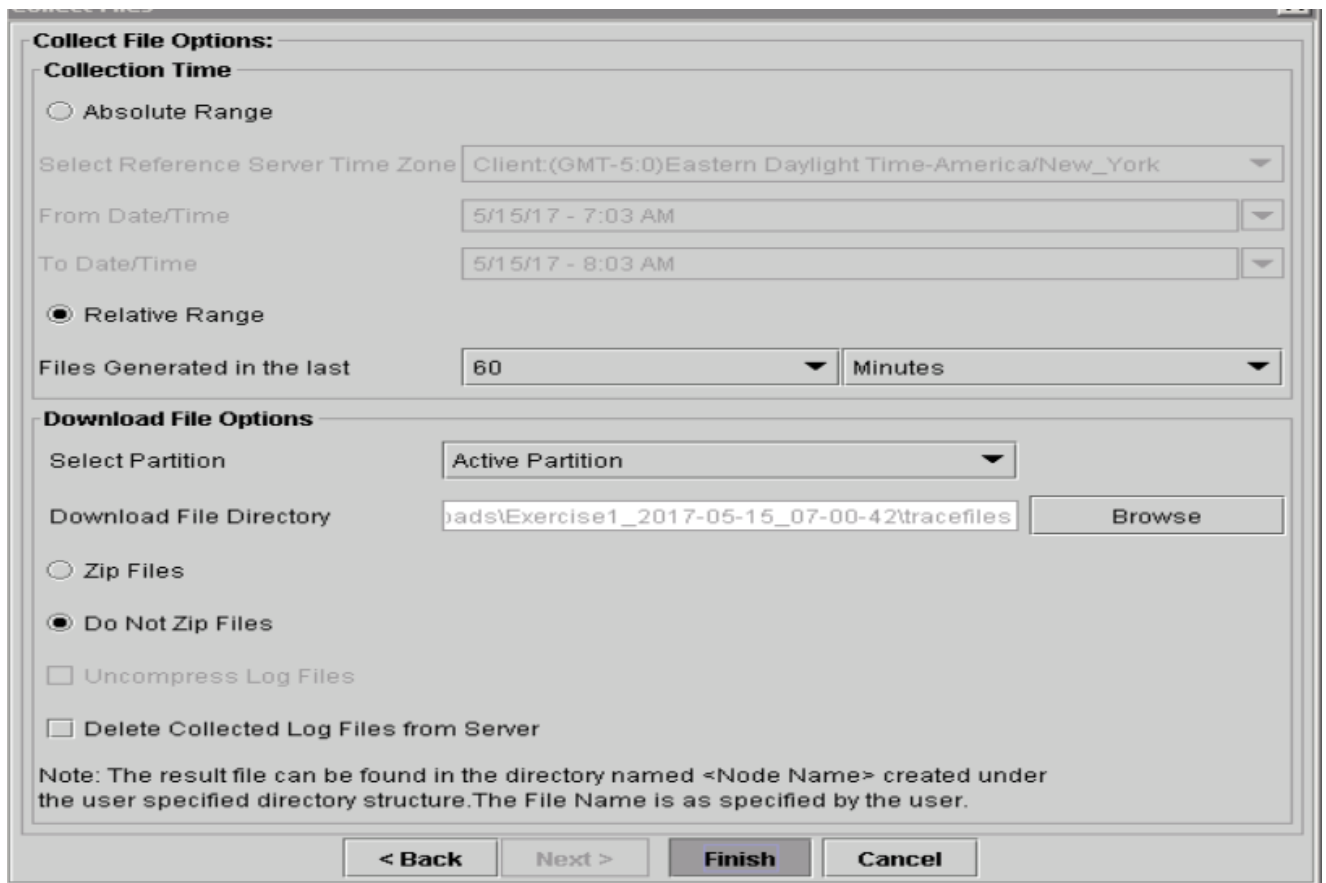 Collect Files
Collect File Options:
Collection Time
Absolute Range
Select Reference Server Time Zone Client:(GMT-5:0)Eastern Daylight Time-America/New_York
From Date/Time 5/15/17 - 7:03 AM
To Date/Time 5/15/17 - 8:03 AM
Relative Range
Files Generated in the last 60 Minutes
Download File Options
Select Partition Active Partition
Download File Directory oads\Exercise1_2017-05-15_07-00-42\tracefiles Browse
Zip Files
Do Not Zip Files
Uncompress Log Files
Delete Collected Log Files from Server
Note: The result file can be found in the directory named <Node Name> created under
the user specified directory structure.The File Name is as specified by the user.
< Back Next > Finish Cancel